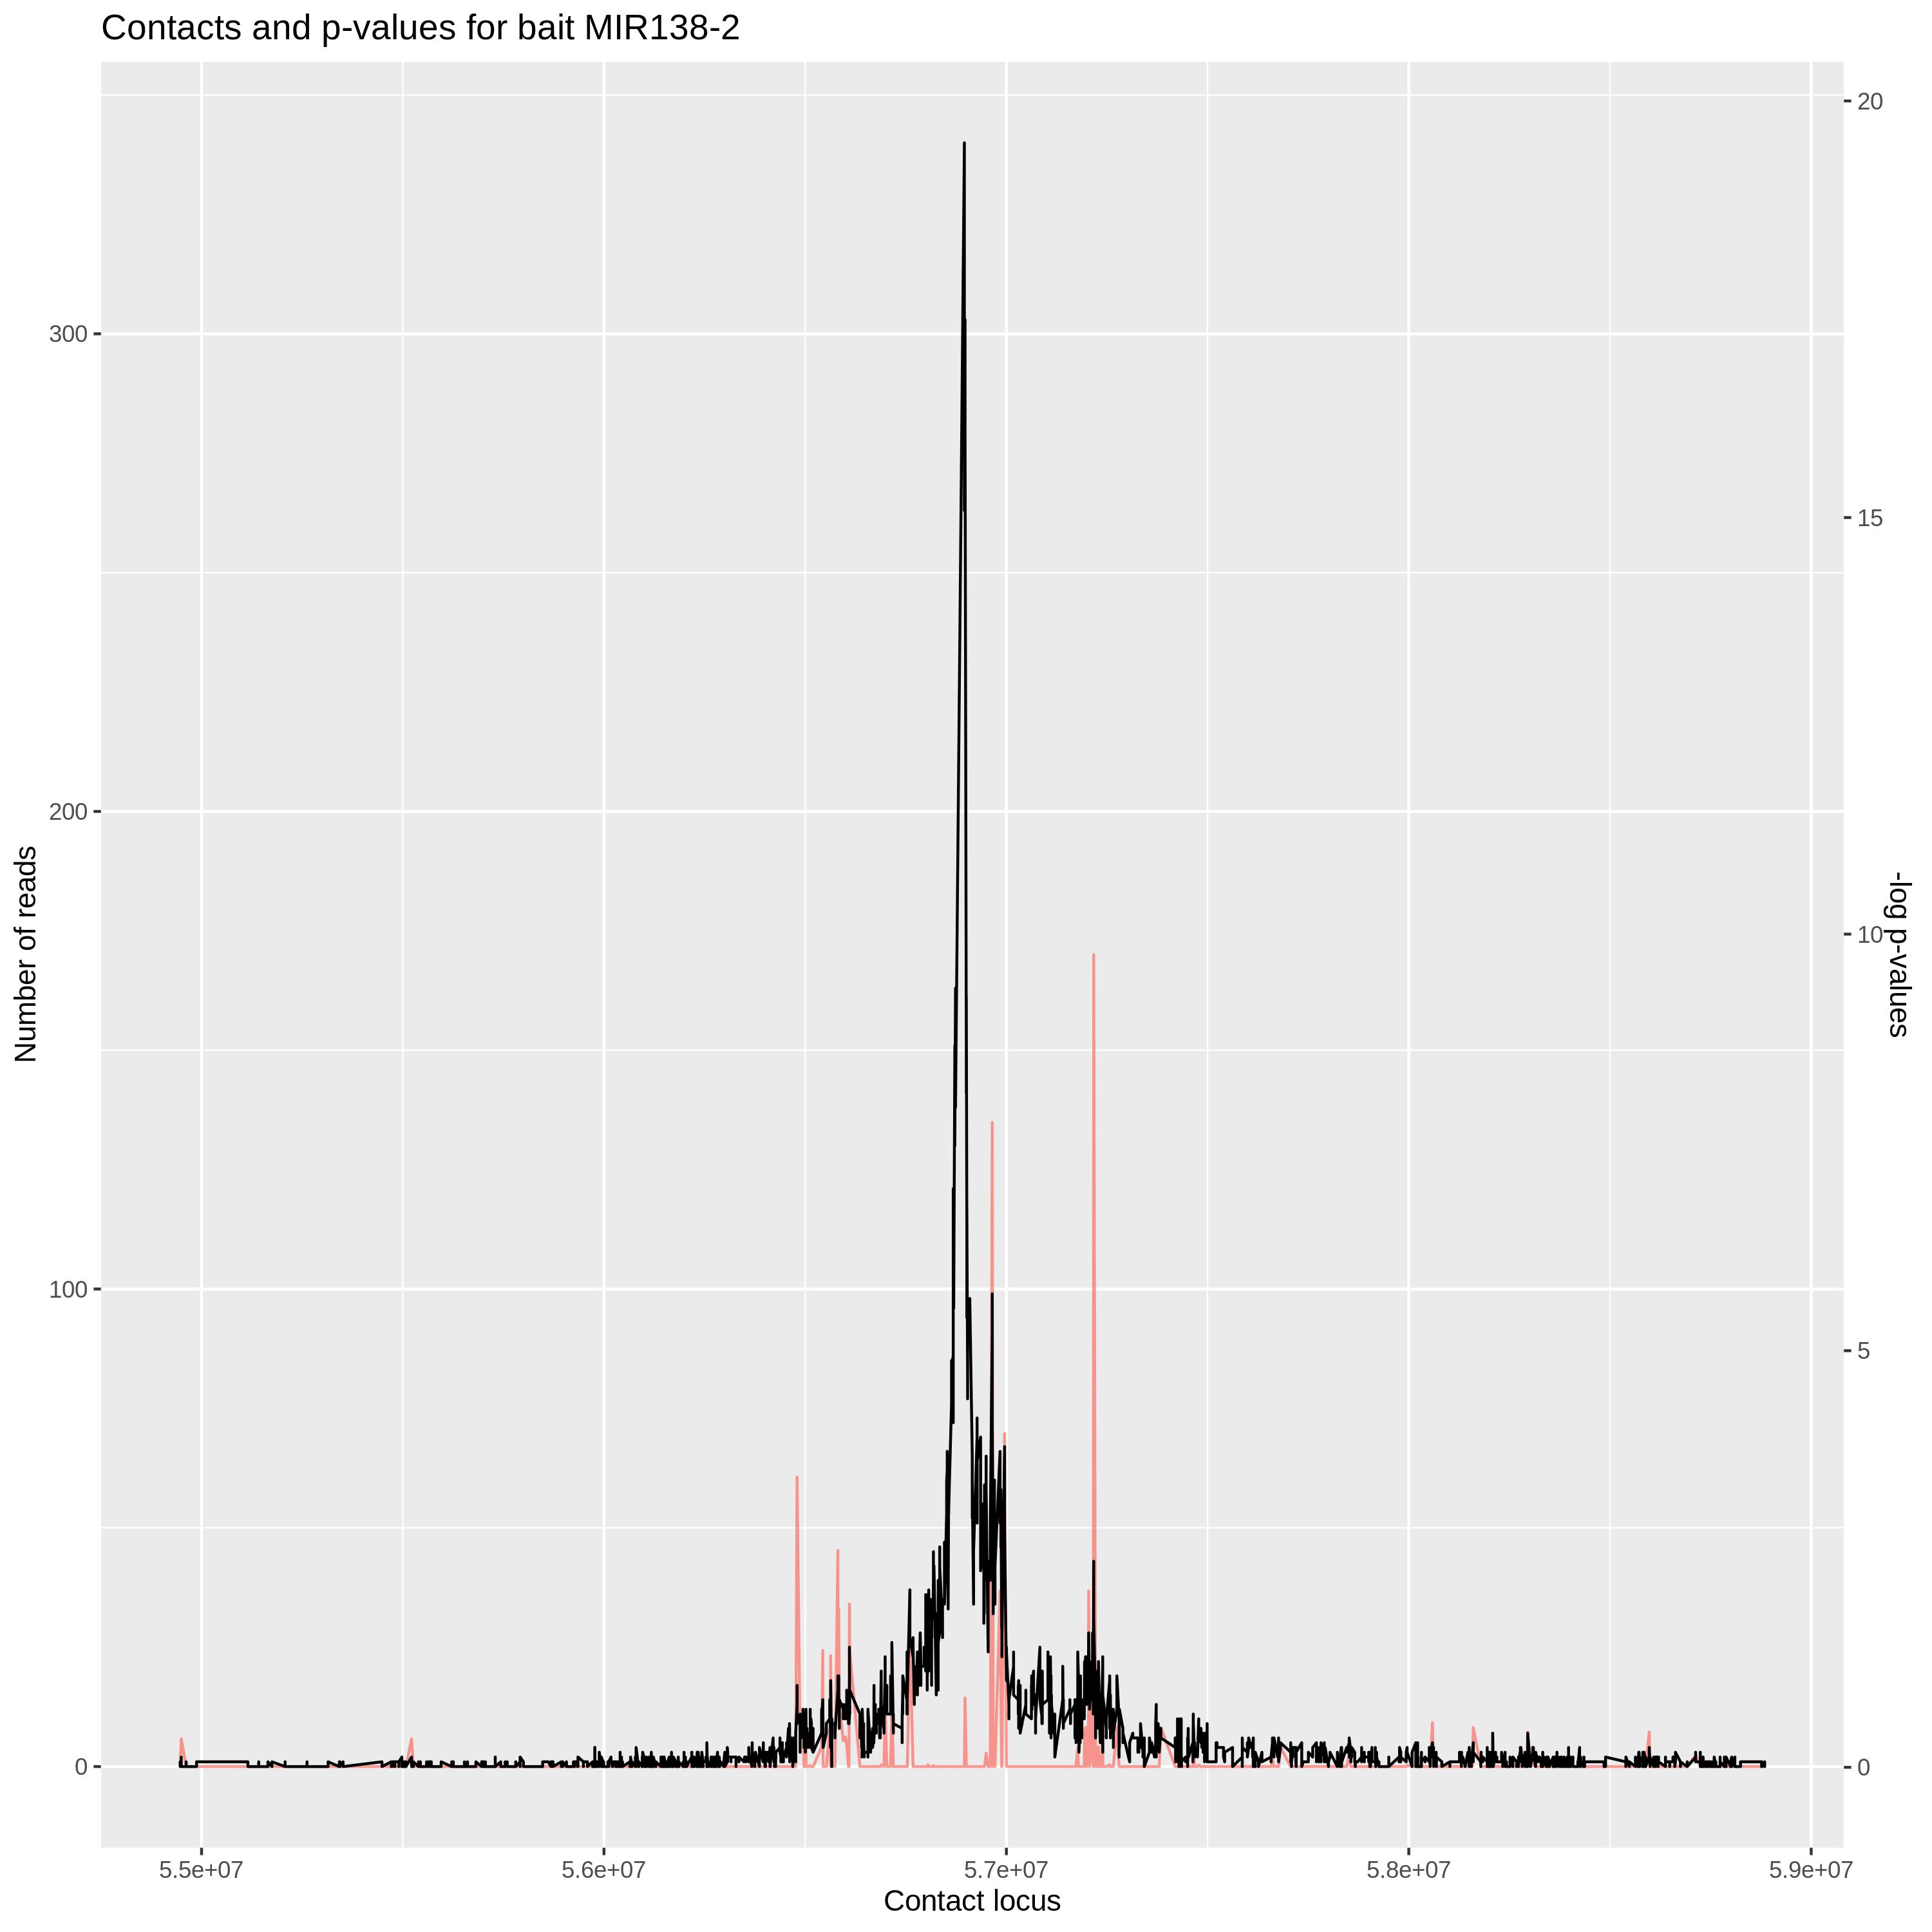 Contacts and p-values for bait MIR138-2
Number of reads
300
200
100
0
20
15
10
5
0
-log p-values
5.5e+07
5.6e+07
5.7e+07
5.8e+07
5.9e+07
Contact locus